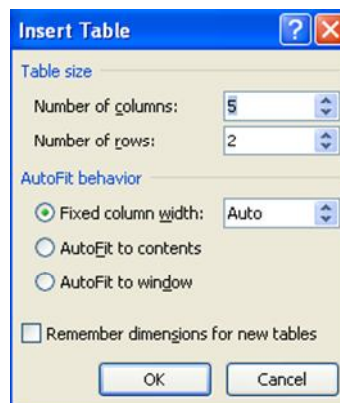 Insert Table
Table size
Number of columns: 5
Number of rows: 2
AutoFit behavior
Fixed column width: Auto
AutoFit to contents
AutoFit to window
Remember dimensions for new tables
OK Cancel